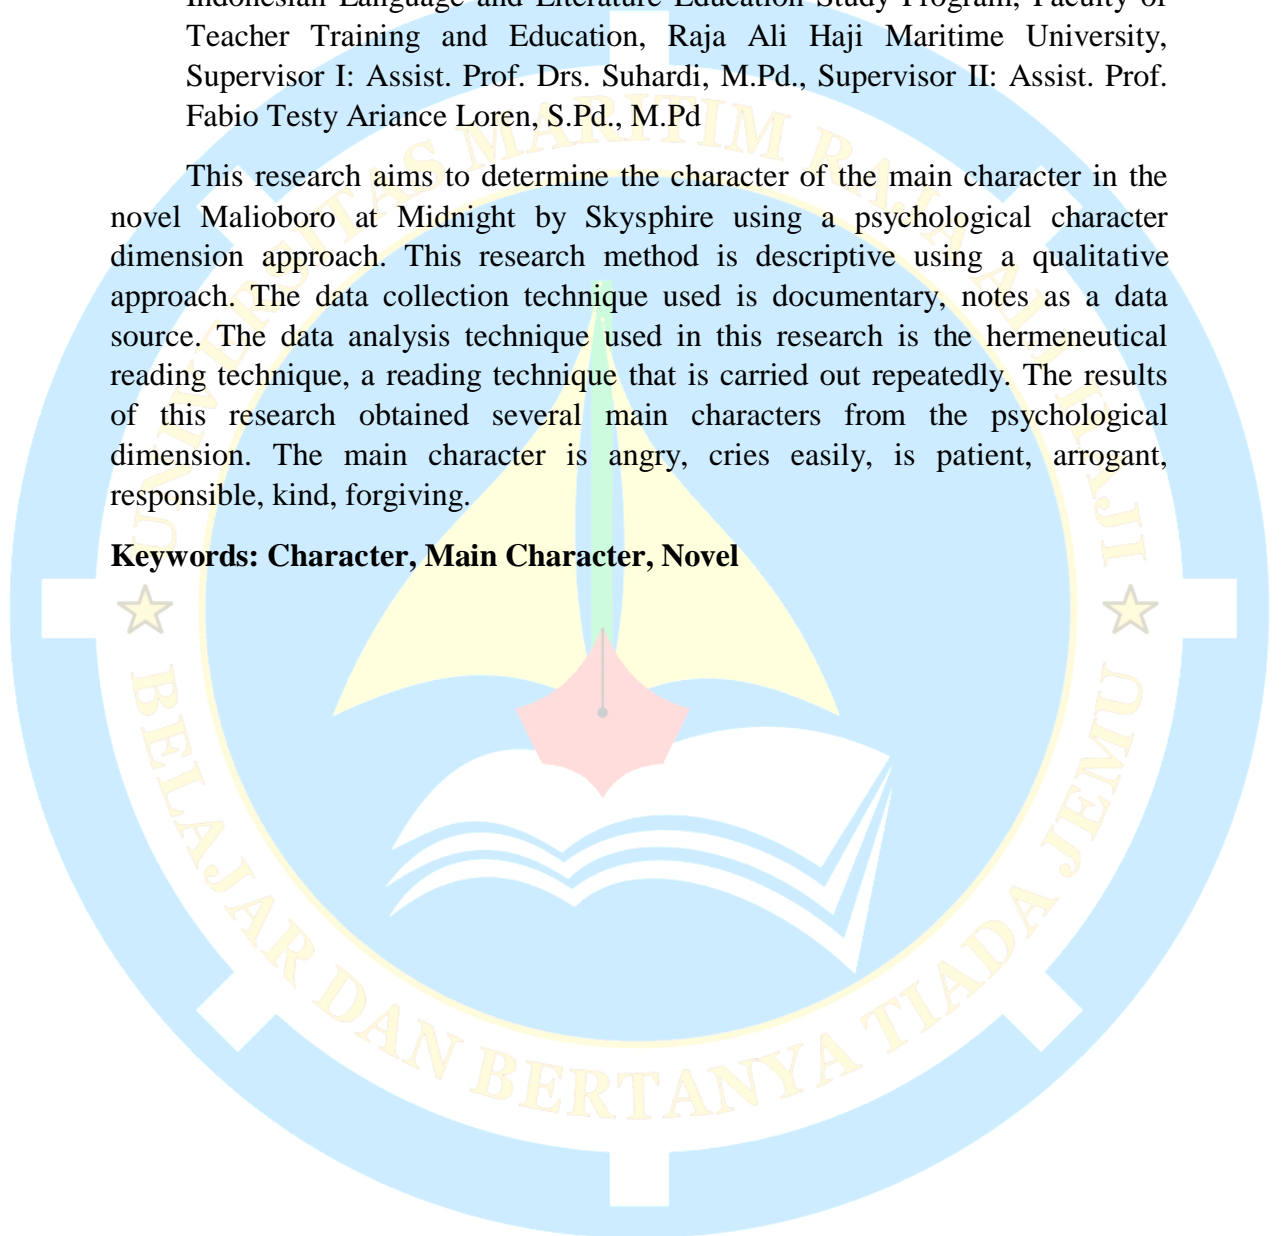 Indonesian Language and Literature Education Study Program, Faculty of
Teacher Training and Education, Raja Ali Haji Maritime University,
Supervisor I: Assist. Prof. Drs. Suhardi, M.Pd., Supervisor II: Assist. Prof.
Fabio Testy Ariance Loren, S.Pd., M.Pd
This research aims to determine the character of the main character in the
novel Malioboro at Midnight by Skysphire using a psychological character
dimension approach. This research method is descriptive using a qualitative
approach. The data collection technique used is documentary, notes as a data
source. The data analysis technique used in this research is the hermeneutical
reading technique, a reading technique that is carried out repeatedly. The results
of this research obtained several main characters from the psychological
dimension. The main character is angry, cries easily, is patient, arrogant,
responsible, kind, forgiving.
Keywords: Character, Main Character, Novel
UNIVERSITAS MARITIM RAJA ALI HAJI
BELAJAR DAN BERTANYA TIADA JEMU